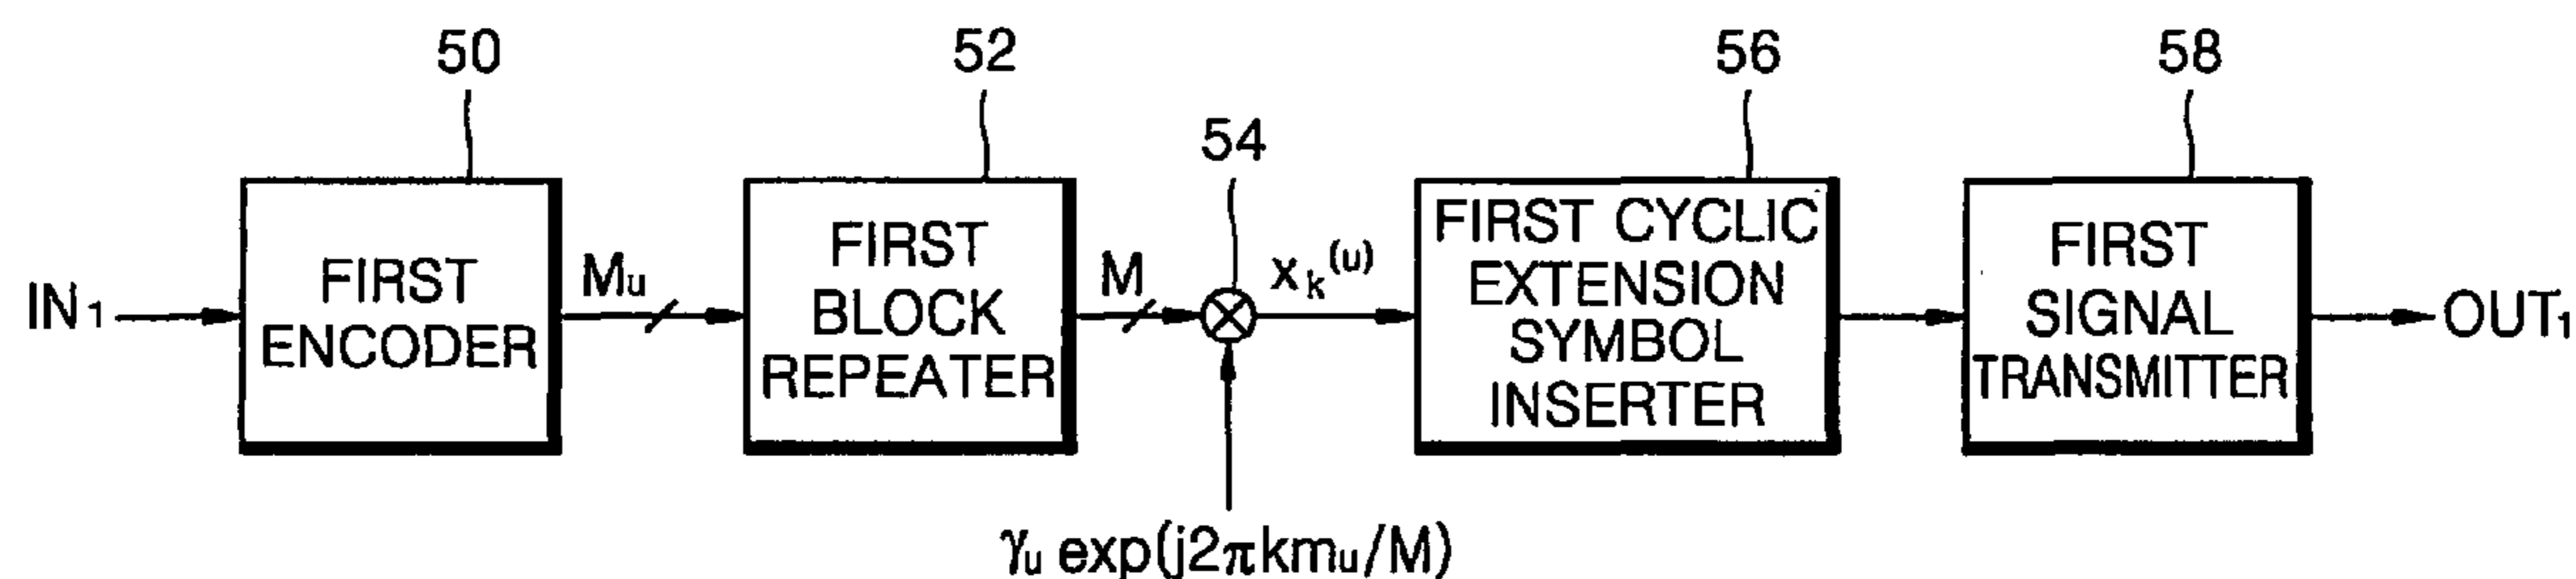 50
52
54
56
58
IN₁
FIRST
ENCODER
Mᵤ
FIRST
BLOCK
REPEATER
M
xₖ⁽ᵘ⁾
FIRST CYCLIC
EXTENSION
SYMBOL
INSERTER
FIRST
SIGNAL
TRANSMITTER
OUT₁
γᵤ exp(j2πkmᵤ/M)